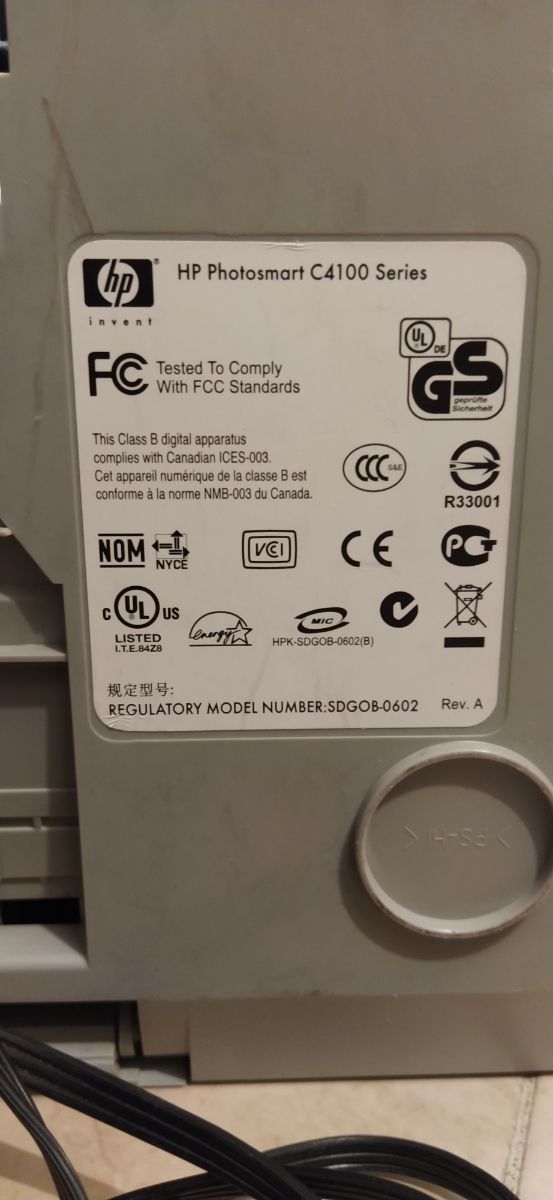 hp
®
invent
HP Photosmart C4100 Series
FC Tested To Comply
With FCC Standards
UL
®
DE
GS
geprüfte
Sicherheit
This Class B digital apparatus
complies with Canadian ICES-003.
Cet appareil numérique de la classe B est
conforme à la norme NMB-003 du Canada.
CCC S&E
R33001
NOM
NYCE
VCI
CE
PCT
C UL ® US
LISTED
I.T.E.84Z8
energy
MIC
HPK-SDGOB-0602(B)
规定型号:
REGULATORY MODEL NUMBER:SDGOB-0602 Rev. A
>PS-HI<